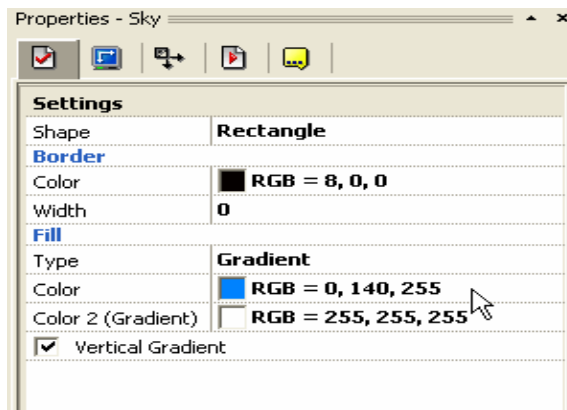 Properties - Sky
Settings
Shape Rectangle
Border
Color RGB = 8, 0, 0
Width 0
Fill
Type Gradient
Color RGB = 0, 140, 255
Color 2 (Gradient) RGB = 255, 255, 255
Vertical Gradient